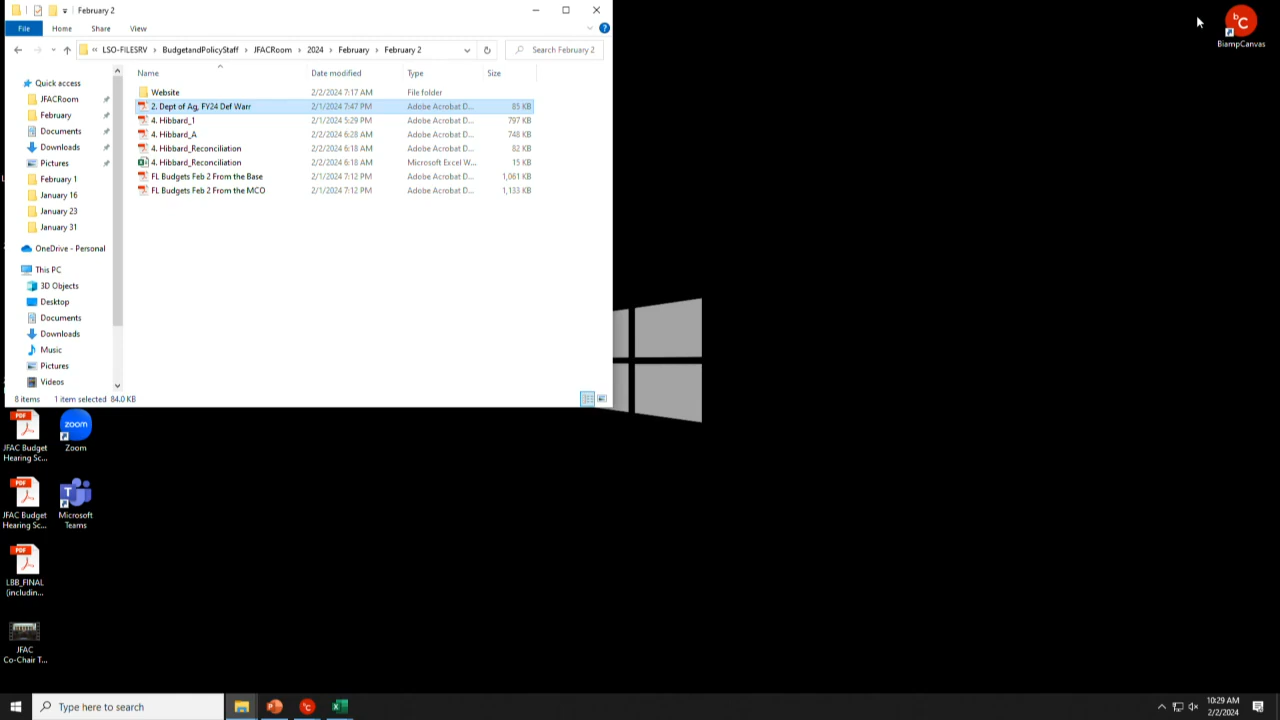 February 2
File Home Share View
« LSO-FILESRV › BudgetandPolicyStaff › JFACRoom › 2024 › February › February 2
Search February 2
Name Date modified Type Size
Website 2/2/2024 7:17 AM File folder
2. Dept of Ag, FY24 Def Warr 2/1/2024 7:47 PM Adobe Acrobat D... 85 KB
4. Hibbard_1 2/1/2024 5:29 PM Adobe Acrobat D... 797 KB
4. Hibbard_A 2/2/2024 6:28 AM Adobe Acrobat D... 748 KB
4. Hibbard_Reconciliation 2/2/2024 6:18 AM Adobe Acrobat D... 82 KB
4. Hibbard_Reconciliation 2/2/2024 6:18 AM Microsoft Excel W... 15 KB
FL Budgets Feb 2 From the Base 2/1/2024 7:12 PM Adobe Acrobat D... 1,061 KB
FL Budgets Feb 2 From the MCO 2/1/2024 7:12 PM Adobe Acrobat D... 1,133 KB
Quick access
JFACRoom
February
Documents
Downloads
Pictures
February 1
January 16
January 23
January 31
OneDrive - Personal
This PC
3D Objects
Desktop
Documents
Downloads
Music
Pictures
Videos
8 items 1 item selected 84.0 KB
bC
BiampCanvas
PDF
JFAC Budget
Hearing Sc...
zoom
Zoom
PDF
JFAC Budget
Hearing Sc...
Microsoft
Teams
PDF
LBB_FINAL
(includin...
JFAC
Co-Chair T...
Type here to search
10:29 AM
2/2/2024